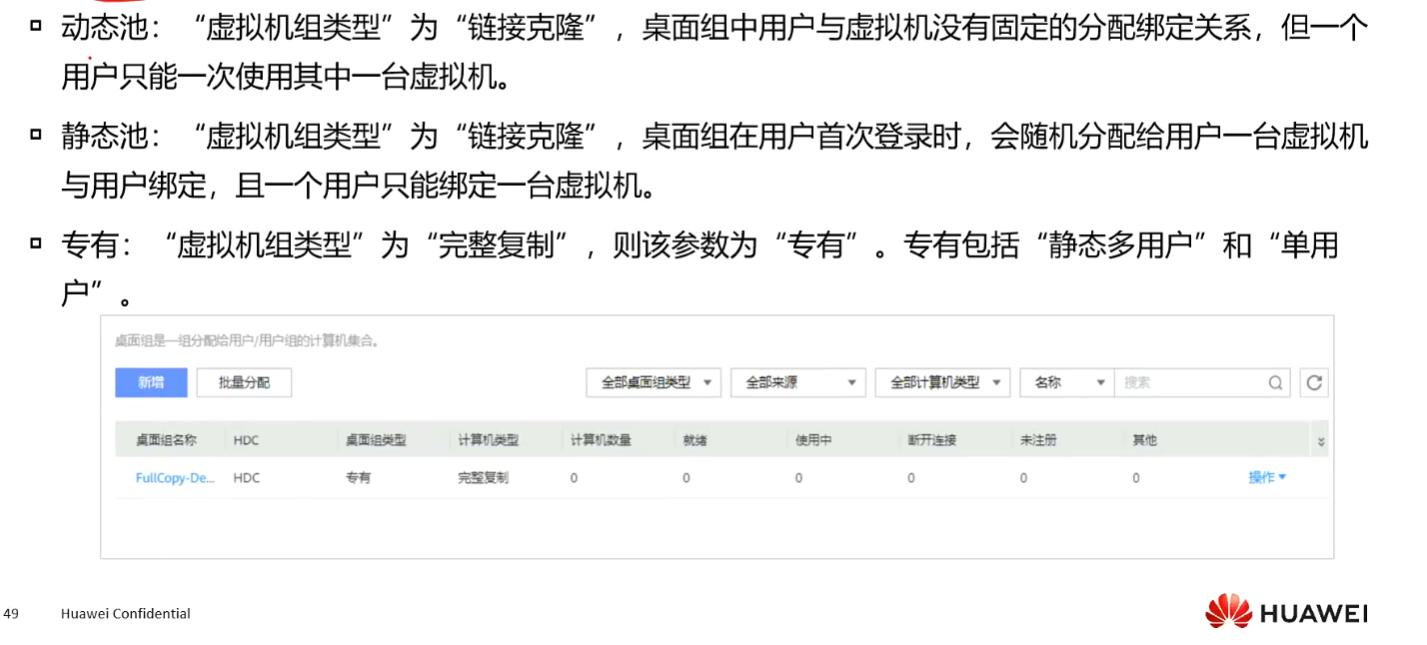 动态池：“虚拟机组类型”为“链接克隆”，桌面组中用户与虚拟机没有固定的分配绑定关系，但一个
用户只能一次使用其中一台虚拟机。
静态池：“虚拟机组类型”为“链接克隆”，桌面组在用户首次登录时，会随机分配给用户一台虚拟机
与用户绑定，且一个用户只能绑定一台虚拟机。
专有：“虚拟机组类型”为“完整复制”，则该参数为“专有”。专有包括“静态多用户”和“单用
户”。
桌面组是一组分配给用户/用户组的计算机集合。
新增 批量分配 全部桌面组类型 全部来源 全部计算机类型 名称 搜索
桌面组名称 HDC 桌面组类型 计算机类型 计算机数量 就绪 使用中 断开连接 未注册 其他
FullCopy-De... HDC 专有 完整复制 0 0 0 0 0 0 操作
49 Huawei Confidential HUAWEI